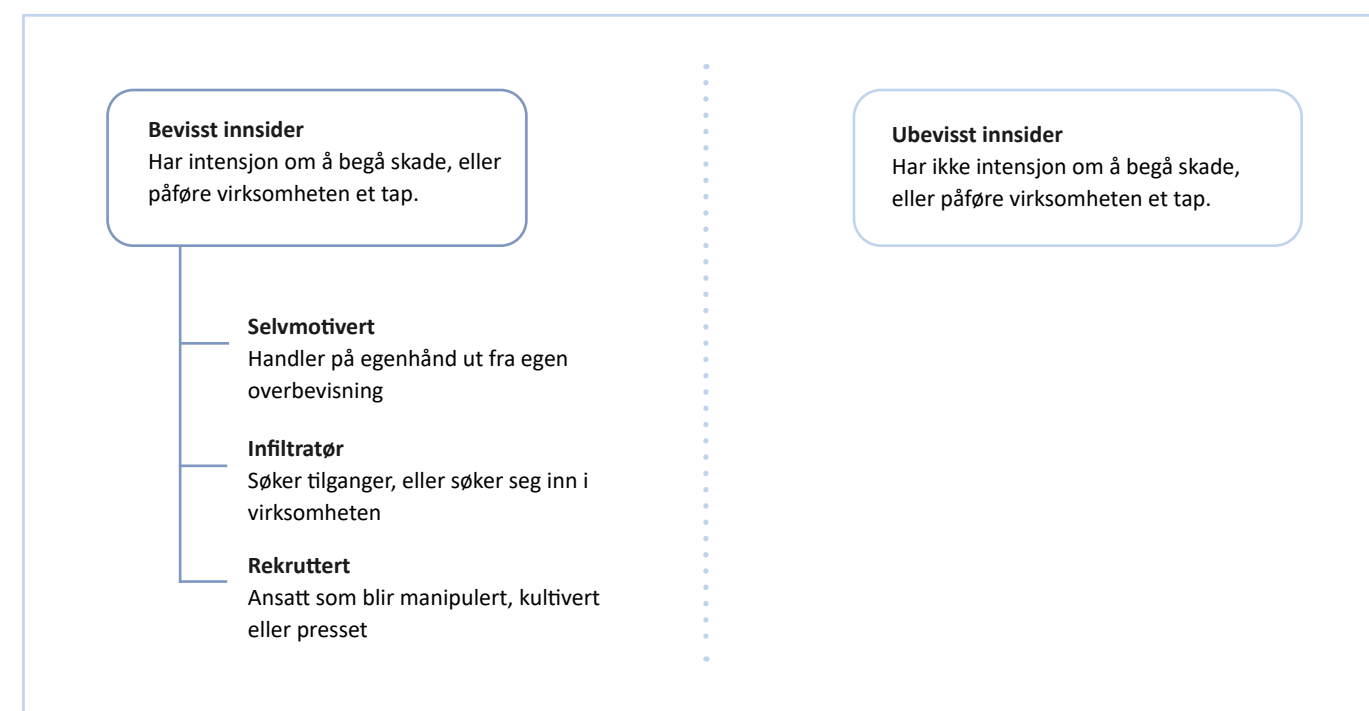 Bevisst innsider
Har intensjon om å begå skade, eller
påføre virksomheten et tap.
Selvmotivert
Handler på egenhånd ut fra egen
overbevisning
Infiltratør
Søker tilganger, eller søker seg inn i
virksomheten
Rekruttert
Ansatt som blir manipulert, kultivert
eller presset
Ubevisst innsider
Har ikke intensjon om å begå skade,
eller påføre virksomheten et tap.